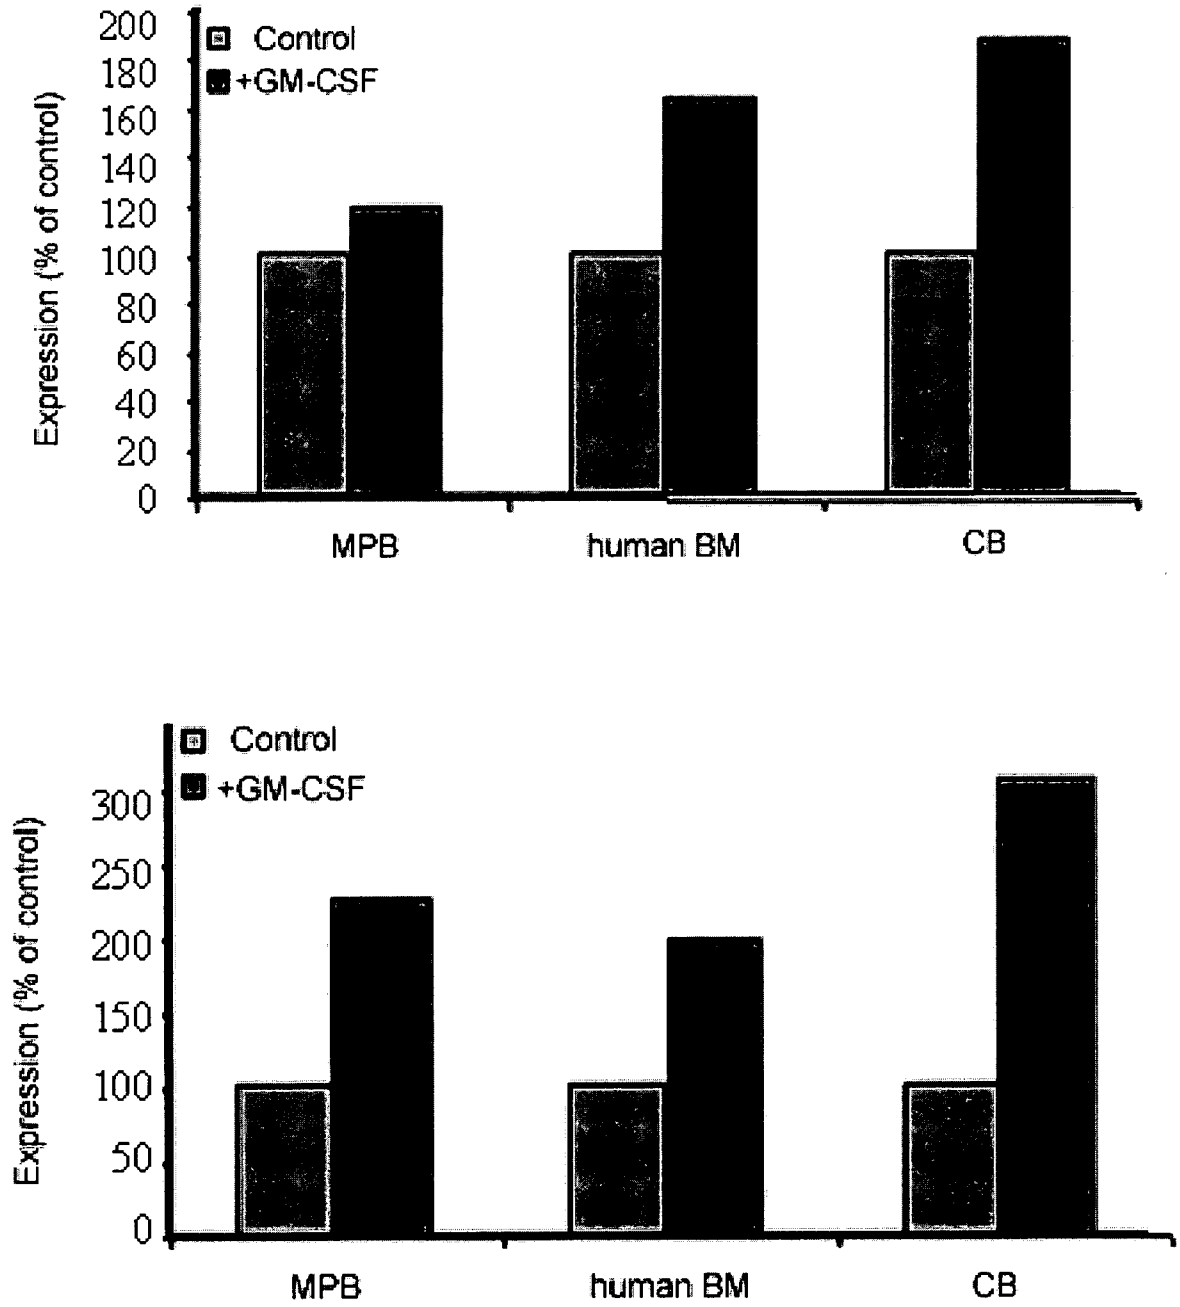 Expression (% of control)
200
180
160
140
120
100
80
60
40
20
0
Control
+GM-CSF
MPB
human BM
CB
Expression (% of control)
300
250
200
150
100
50
0
Control
+GM-CSF
MPB
human BM
CB